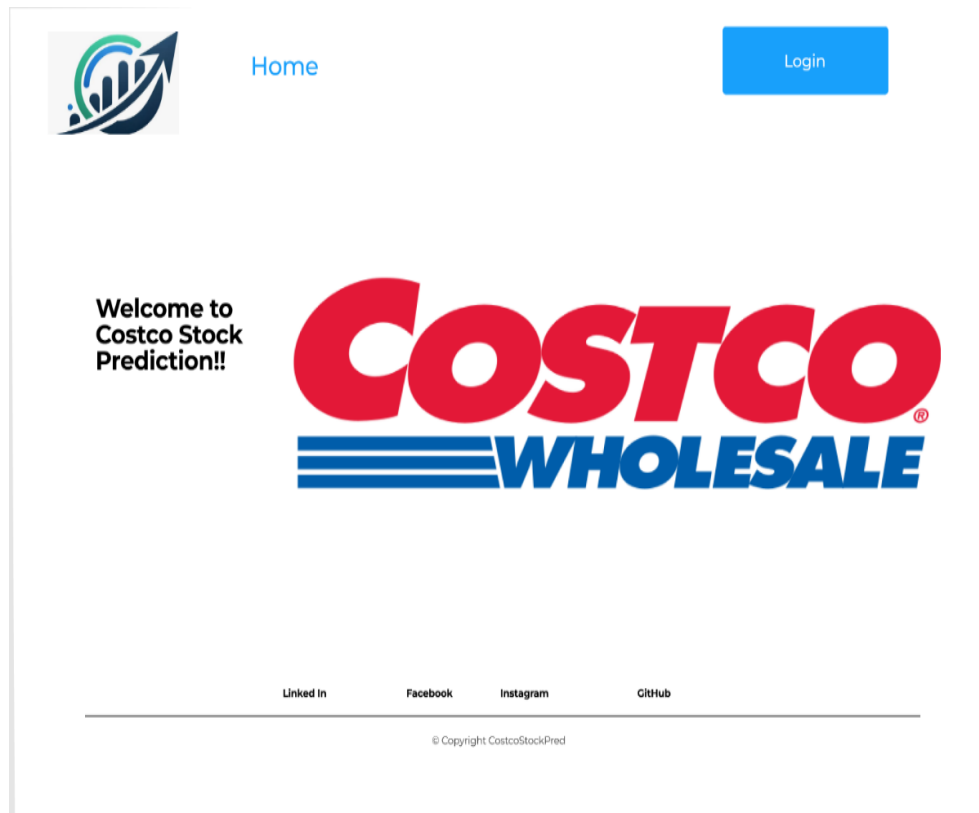 Home
Login
Welcome to
Costco Stock
Prediction!!
COSTCO
®
WHOLESALE
Linked In Facebook Instagram GitHub
© Copyright CostcoStockPred